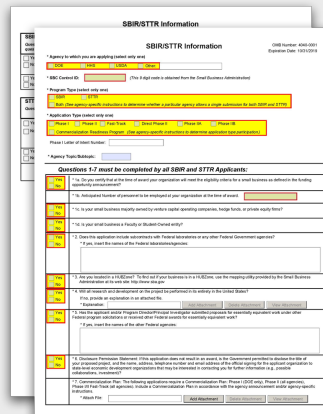 SBIR/STTR Information
SBIR/STTR Information
OMB Number: 4040-0001
Expiration Date: 10/31/2019
* Agency to which you are applying (select only one)
DOE HHS USDA Other:
* SBC Control ID: (This 9 digit code is obtained from the Small Business Administration)
* Program Type (select only one)
SBIR STTR
Both (See agency-specific instructions to determine whether a particular agency allows a single submission for both SBIR and STTR)
* Application Type (select only one)
Phase I Phase II Fast-Track Direct Phase II Phase IIA Phase IIB
Commercialization Readiness Program (See agency-specific instructions to determine application type participation.)
Phase I Letter of Intent Number:
* Agency Topic/Subtopic:
Questions 1-7 must be completed by all SBIR and STTR Applicants:
Yes
No
* 1a. Do you certify that at the time of award your organization will meet the eligibility criteria for a small business as defined in the funding opportunity announcement?
* 1b. Anticipated Number of personnel to be employed at your organization at the time of award.
Yes
No
* 1c. Is your small business majority owned by venture capital operating companies, hedge funds, or private equity firms?
Yes
No
* 1d. Is your small business a Faculty or Student-Owned entity?
Yes
No
* 2. Does this application include subcontracts with Federal laboratories or any other Federal Government agencies?
* If yes, insert the names of the Federal laboratories/agencies:
Yes
No
* 3. Are you located in a HUBZone? To find out if your business is in a HUBZone, use the mapping utility provided by the Small Business
Administration at its web site: http://www.sba.gov
Yes
No
* 4. Will all research and development on the project be performed in its entirety in the United States?
If no, provide an explanation in an attached file.
* Explanation: Add Attachment Delete Attachment View Attachment
Yes
No
* 5. Has the applicant and/or Program Director/Principal Investigator submitted proposals for essentially equivalent work under other
Federal program solicitations or received other Federal awards for essentially equivalent work?
* If yes, insert the names of the other Federal agencies:
Yes
No
* 6. Disclosure Permission Statement: If this application does not result in an award, is the Government permitted to disclose the title of
your proposed project, and the name, address, telephone number and email address of the official signing for the applicant organization to
state-level economic development organizations that may be interested in contacting you for further information (e.g., possible
collaborations, investment)?
* 7. Commercialization Plan: The following applications require a Commercialization Plan: Phase I (DOE only), Phase II (all agencies),
Phase I/II Fast-Track (all agencies). Include a Commercialization Plan in accordance with the agency announcement and/or agency-specific
instructions.
* Attach File: Add Attachment Delete Attachment View Attachment